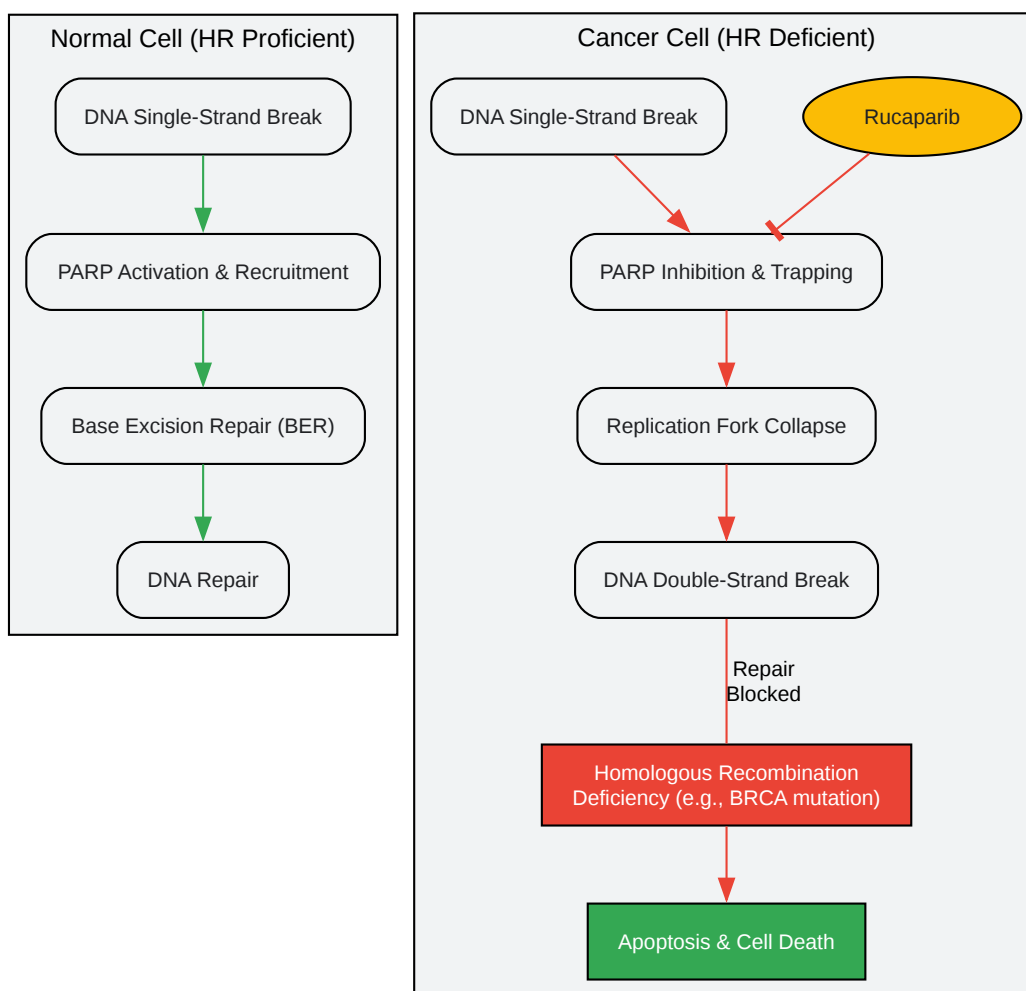 Normal Cell (HR Proficient)
DNA Single-Strand Break
PARP Activation & Recruitment
Base Excision Repair (BER)
DNA Repair
Cancer Cell (HR Deficient)
DNA Single-Strand Break
Rucaparib
PARP Inhibition & Trapping
Replication Fork Collapse
DNA Double-Strand Break
Repair
Blocked
Homologous Recombination
Deficiency (e.g., BRCA mutation)
Apoptosis & Cell Death